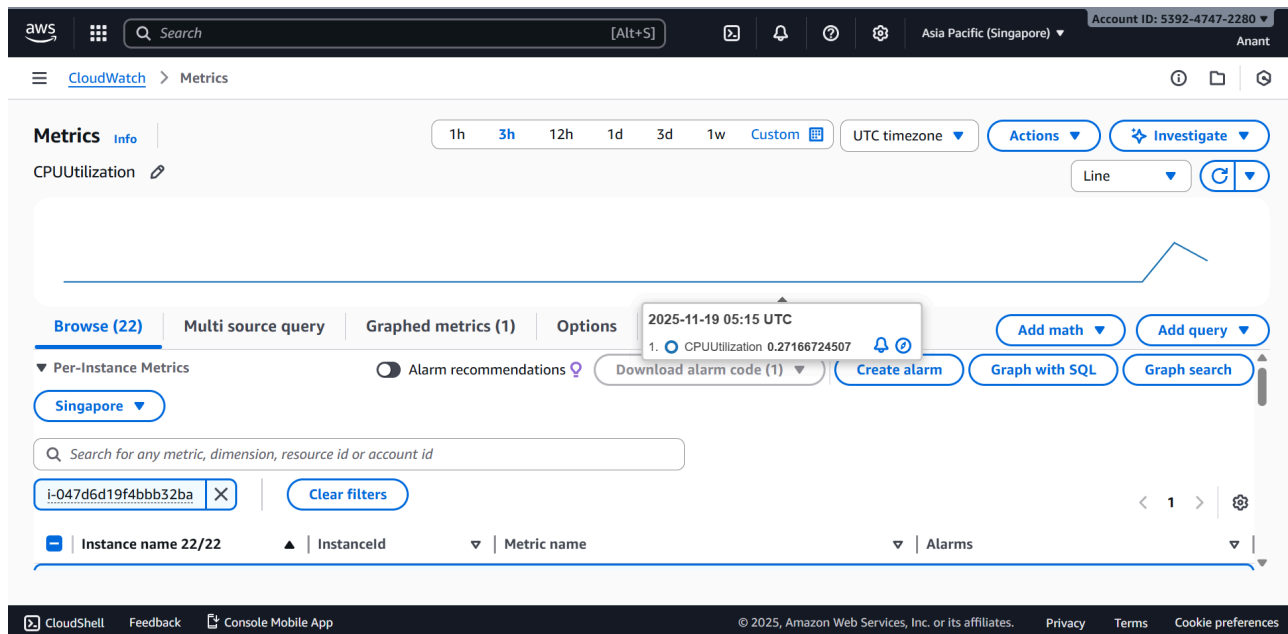 aws
Search [Alt+S]
Asia Pacific (Singapore) ▼
Account ID: 5392-4747-2280 ▼
Anant
CloudWatch > Metrics
Metrics Info
1h 3h 12h 1d 3d 1w Custom
UTC timezone ▼
Actions ▼
Investigate ▼
CPUUtilization
Line ▼
Browse (22) Multi source query Graphed metrics (1) Options
2025-11-19 05:15 UTC
1. CPUUtilization 0.27166724507
Add math ▼
Add query ▼
▼ Per-Instance Metrics
Alarm recommendations
Download alarm code (1) ▼
Create alarm
Graph with SQL
Graph search
Singapore ▼
Search for any metric, dimension, resource id or account id
i-047d6d19f4bbb32ba
Clear filters
< 1 >
Instance name 22/22 ▲ InstanceId Metric name Alarms
CloudShell Feedback Console Mobile App © 2025, Amazon Web Services, Inc. or its affiliates. Privacy Terms Cookie preferences